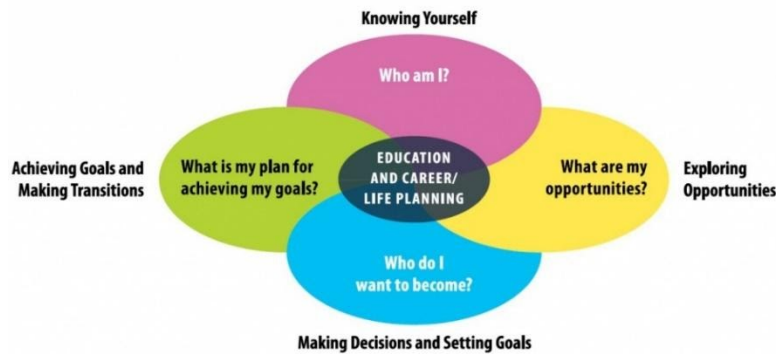 Knowing Yourself
Who am I?
Achieving Goals and
Making Transitions
What is my plan for
achieving my goals?
EDUCATION
AND CAREER/
LIFE PLANNING
What are my
opportunities?
Exploring
Opportunities
Who do I
want to become?
Making Decisions and Setting Goals